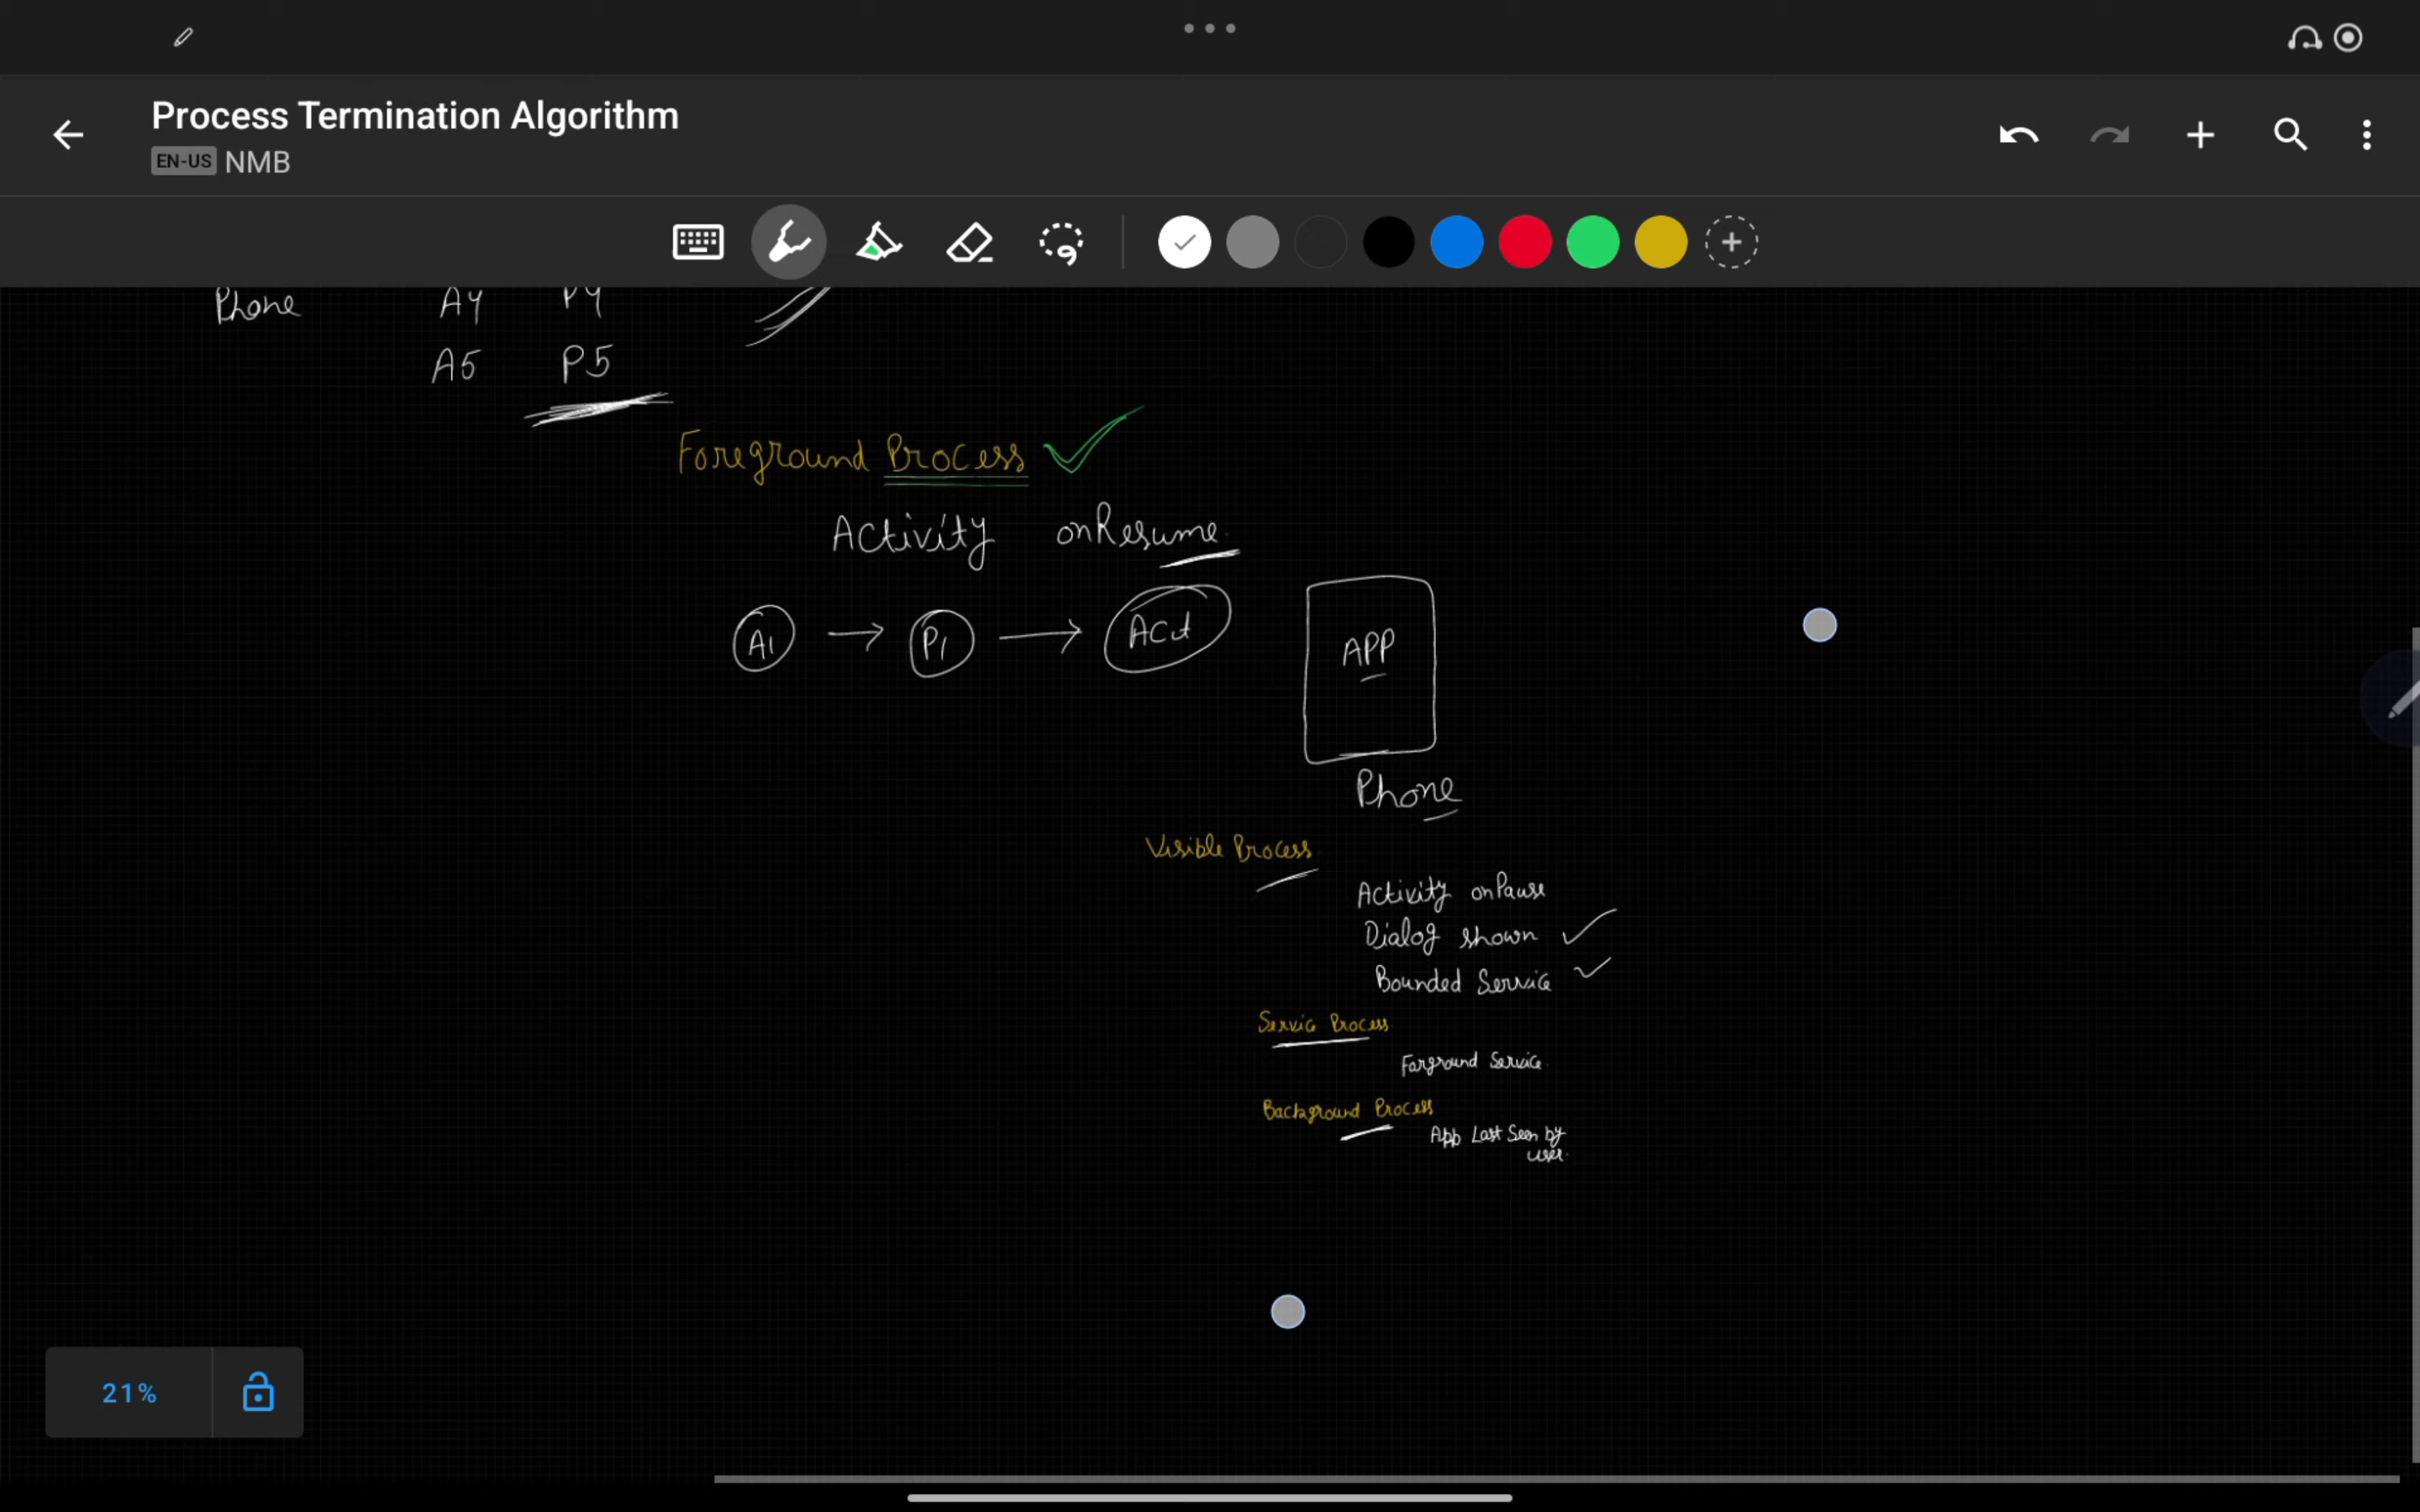 Process Termination Algorithm
EN-US NMB
Phone A4 P4
A5 P5
Foreground Process
Activity onResume.
A1 P1 Act APP
Phone
Visible Process
Activity onPause
Dialog shown
Bounded Service
Service Process
Forground Service.
Background Process
App Last Seen by
user.
21%